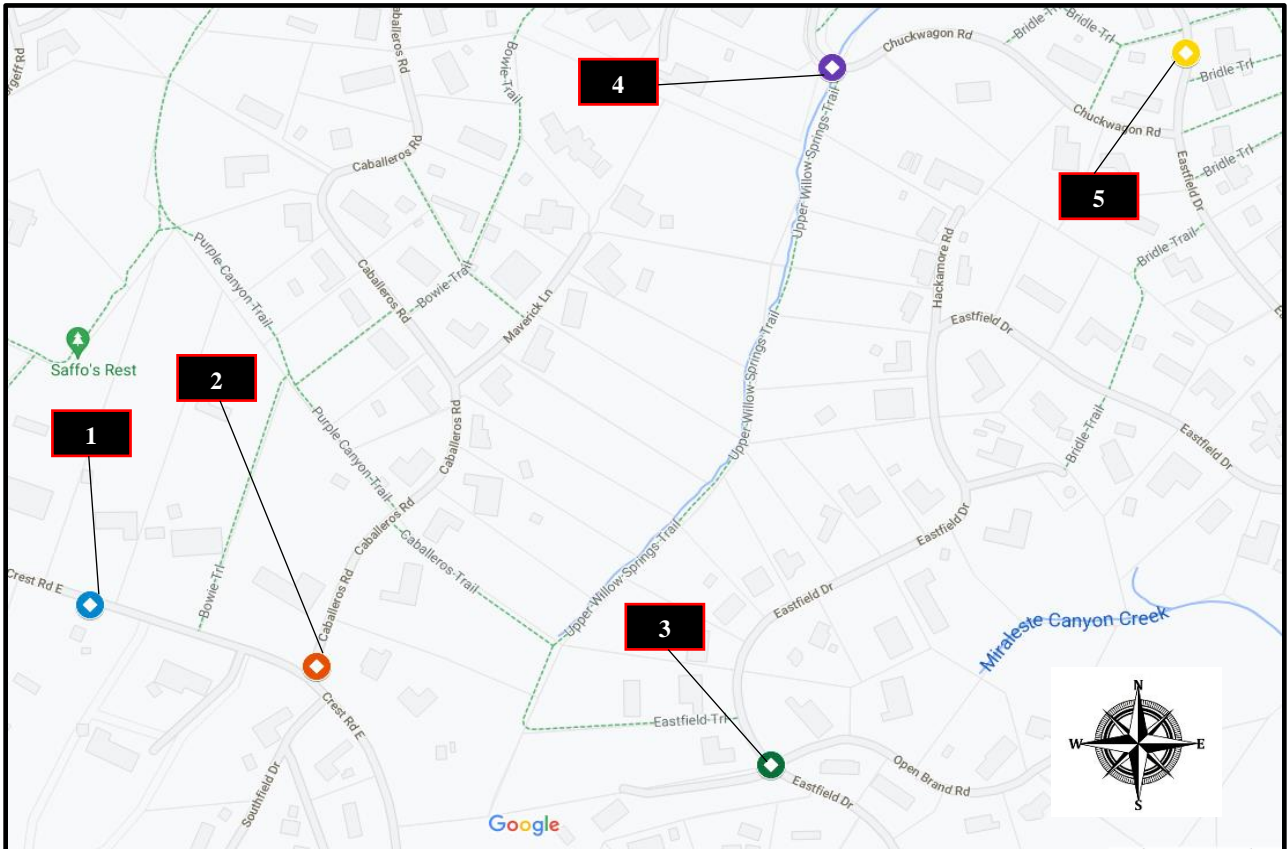 Caballeros Rd
Bowie-Trail
4
Chuckwagon Rd
Bridle-Trl
Bridle-Trl
Bridle Trl
Chuckwagon Rd
Caballeros Rd
5
Bridle-Trl
Eastfield Dr
Upper Willow-Springs-Trail
Purple Canyon-Trail
Bridle-Trail
Hackamore Rd
Caballeros Rd
Bowie-Trail
Maverick Ln
Eastfield Dr
Saffo's Rest
2
Upper-Willow-Springs-Trail
1
Purple Canyon-Trail
Caballeros Rd
Bridle-Trail
Eastfield Dr
Caballeros Rd
Caballeros-Trail
Eastfield Dr
Upper-Willow-Springs-Trail
Crest Rd E
Bowie-Trl
Caballeros Rd
Eastfield Dr
3
Miraleste Canyon Creek
N
W
E
S
Crest Rd E
Eastfield-Trl
Open Brand Rd
Southfield Dr
Eastfield Dr
Google